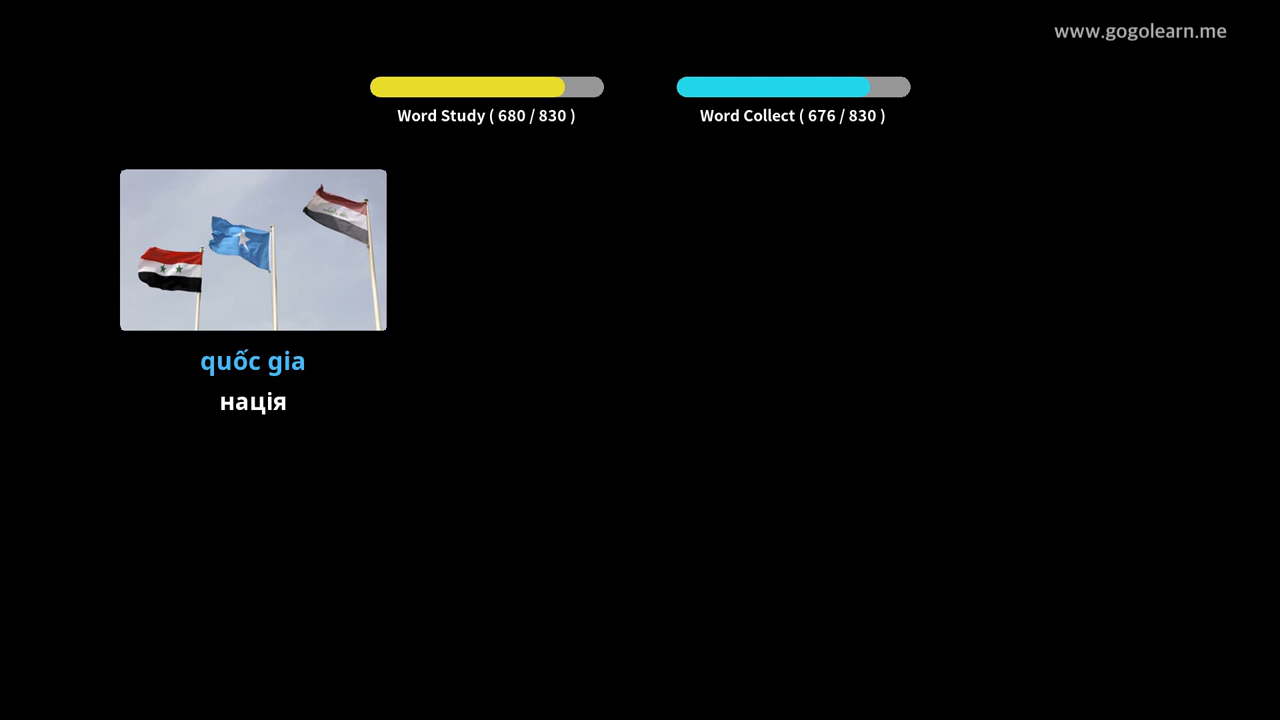 www.gogolearn.me
Word Study ( 680 / 830 )
Word Collect ( 676 / 830 )
quốc gia
нація